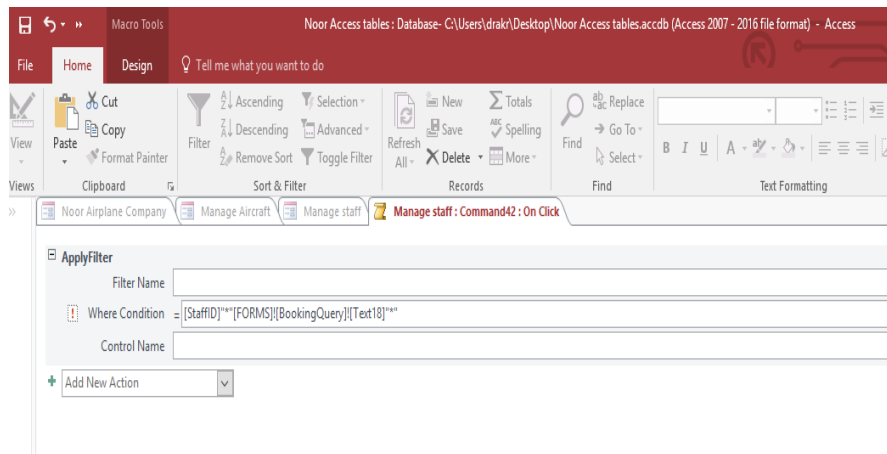 Macro Tools Noor Access tables : Database- C:\Users\drakr\Desktop\Noor Access tables.accdb (Access 2007 - 2016 file format) - Access
File Home Design Tell me what you want to do
View Paste Cut Copy Format Painter
Filter Ascending Descending Remove Sort Selection Advanced Toggle Filter
Refresh All New Save Delete Totals Spelling More
Find Replace Go To Select
B I U A
Views Clipboard Sort & Filter Records Find Text Formatting
Noor Airplane Company Manage Aircraft Manage staff Manage staff : Command42 : On Click
ApplyFilter
Filter Name
Where Condition = [StaffID]"*"[FORMS]![BookingQuery]![Text18]"*"
Control Name
Add New Action